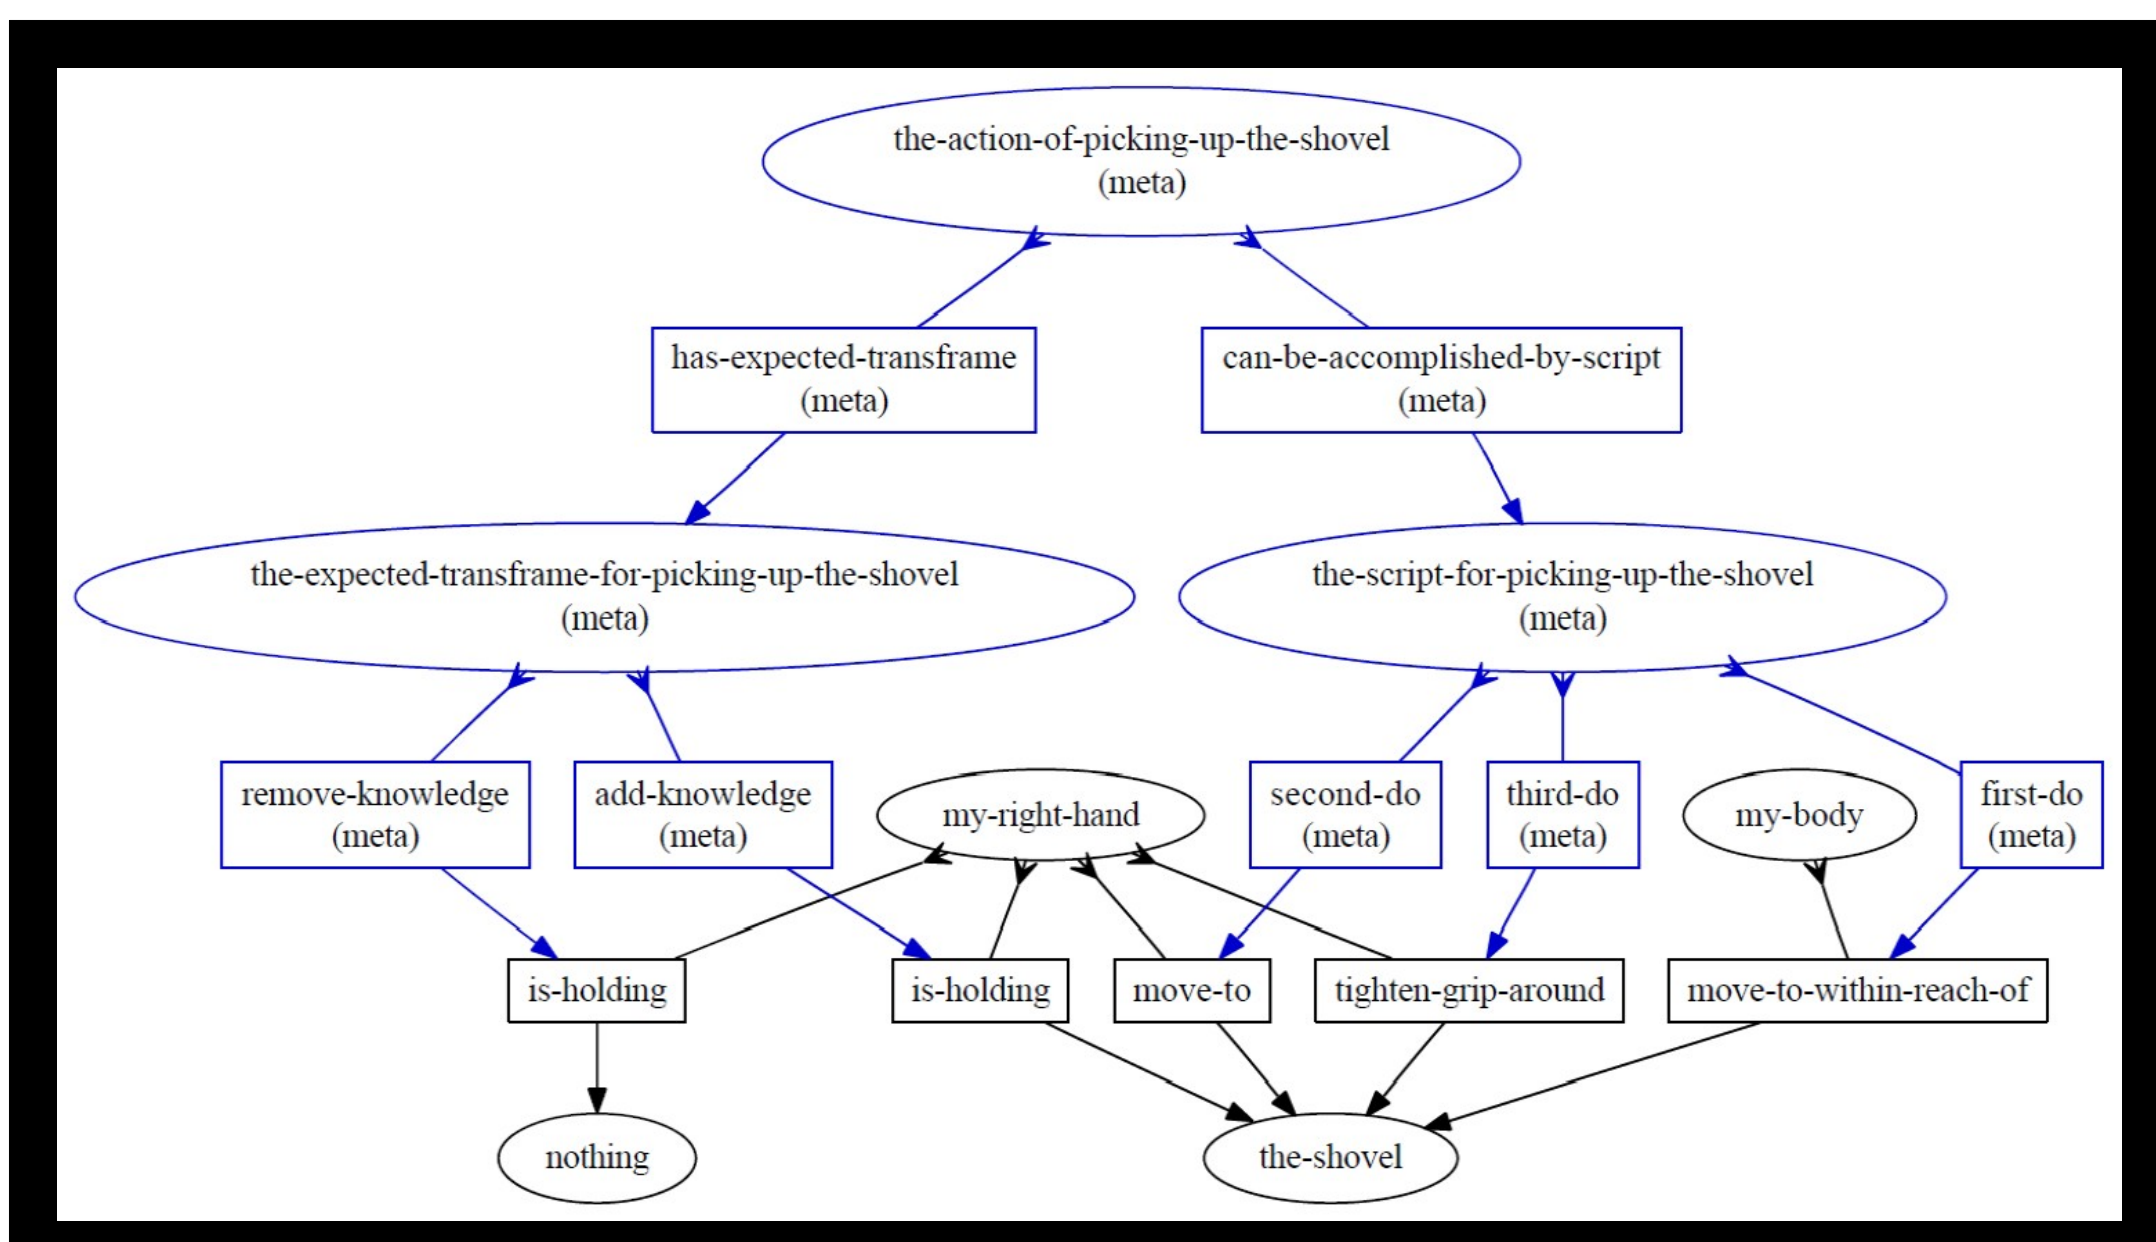 the-action-of-picking-up-the-shovel
(meta)
has-expected-transframe
(meta)
can-be-accomplished-by-script
(meta)
the-expected-transframe-for-picking-up-the-shovel
(meta)
the-script-for-picking-up-the-shovel
(meta)
remove-knowledge
(meta)
add-knowledge
(meta)
my-right-hand
second-do
(meta)
third-do
(meta)
my-body
first-do
(meta)
is-holding
is-holding
move-to
tighten-grip-around
move-to-within-reach-of
nothing
the-shovel